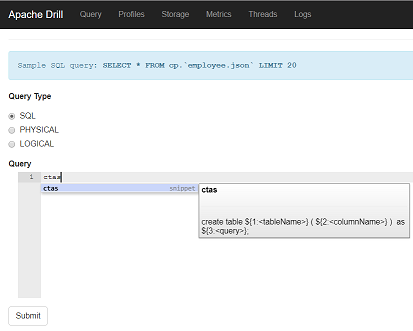 Apache Drill Query Profiles Storage Metrics Threads Logs
Sample SQL query: SELECT * FROM cp.`employee.json` LIMIT 20
Query Type
SQL
PHYSICAL
LOGICAL
Query
1 ctas
ctas snippet
ctas
create table ${1:<tableName>} ( ${2:<columnName>} ) as
${3:<query>};
Submit